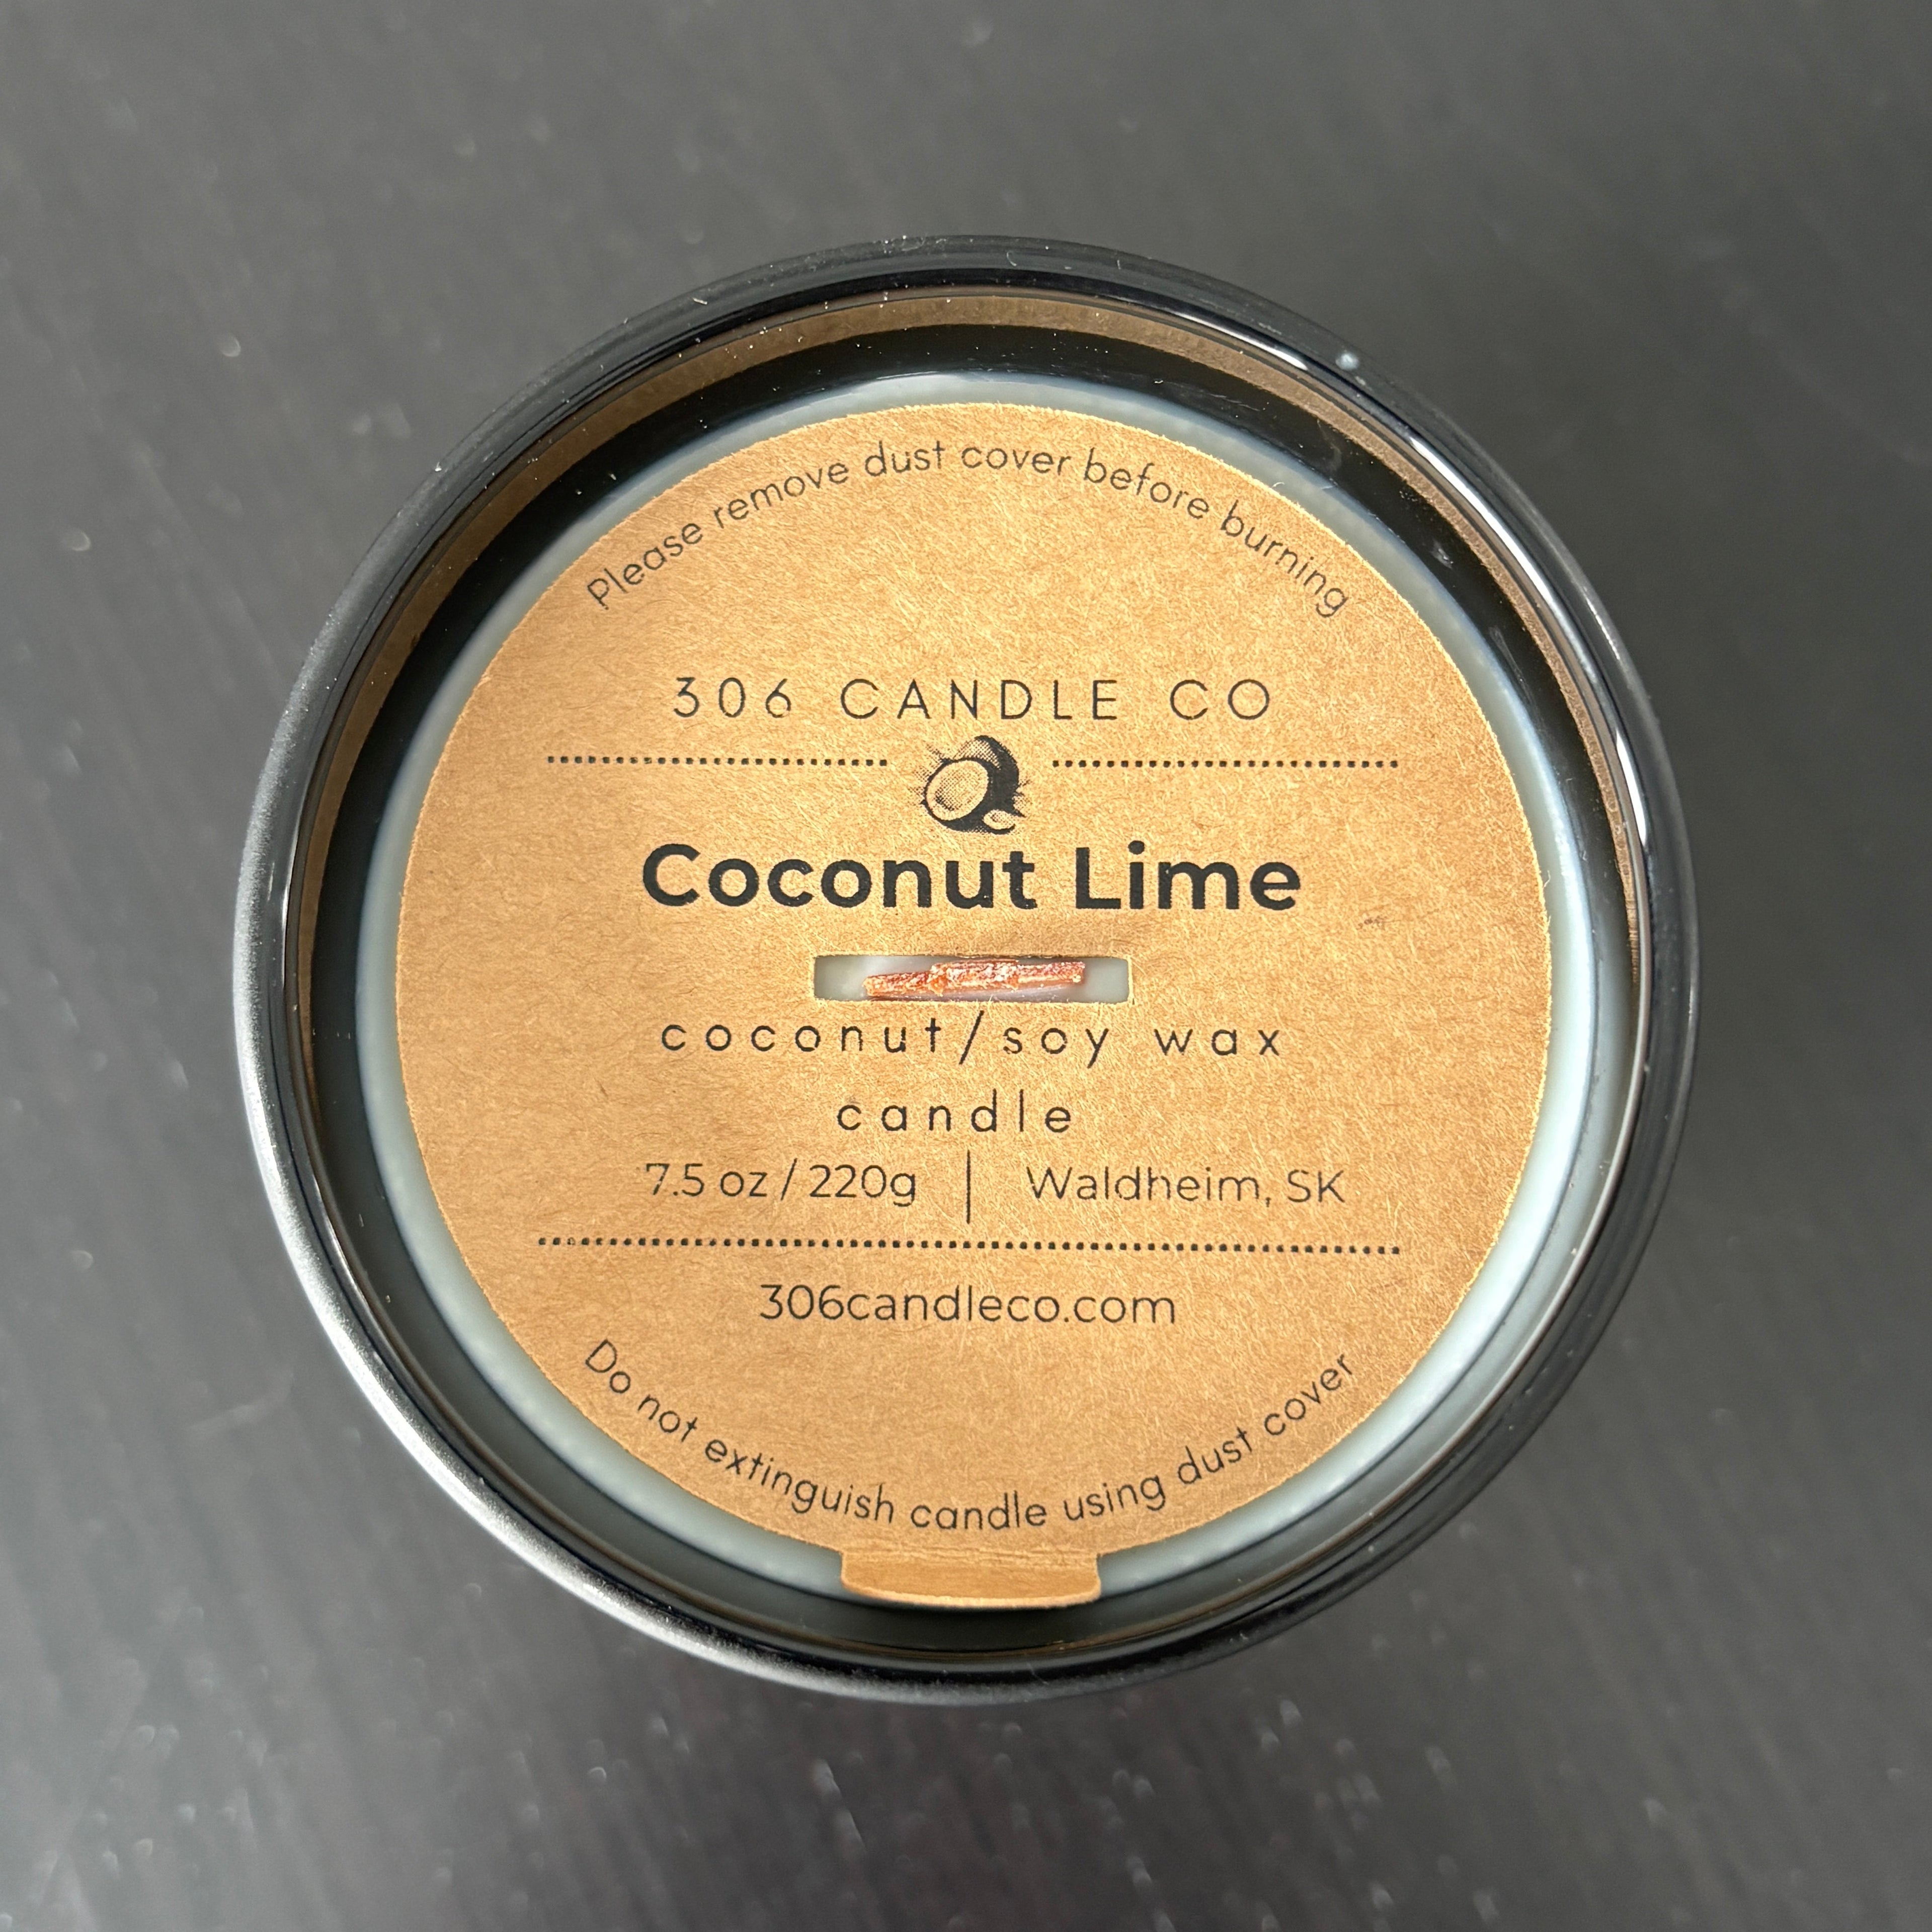 Please remove dust cover before burning
306 CANDLE CO
Coconut Lime
coconut/soy wax
candle
7.5 oz / 220g | Waldheim, SK
306candleco.com
Do not extinguish candle using dust cover